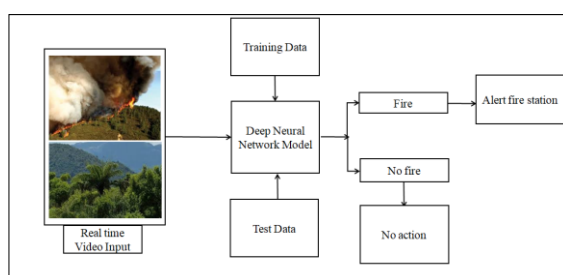 Training Data
Fire
Alert fire station
Deep Neural
Network Model
No fire
Real time
Video Input
Test Data
No action